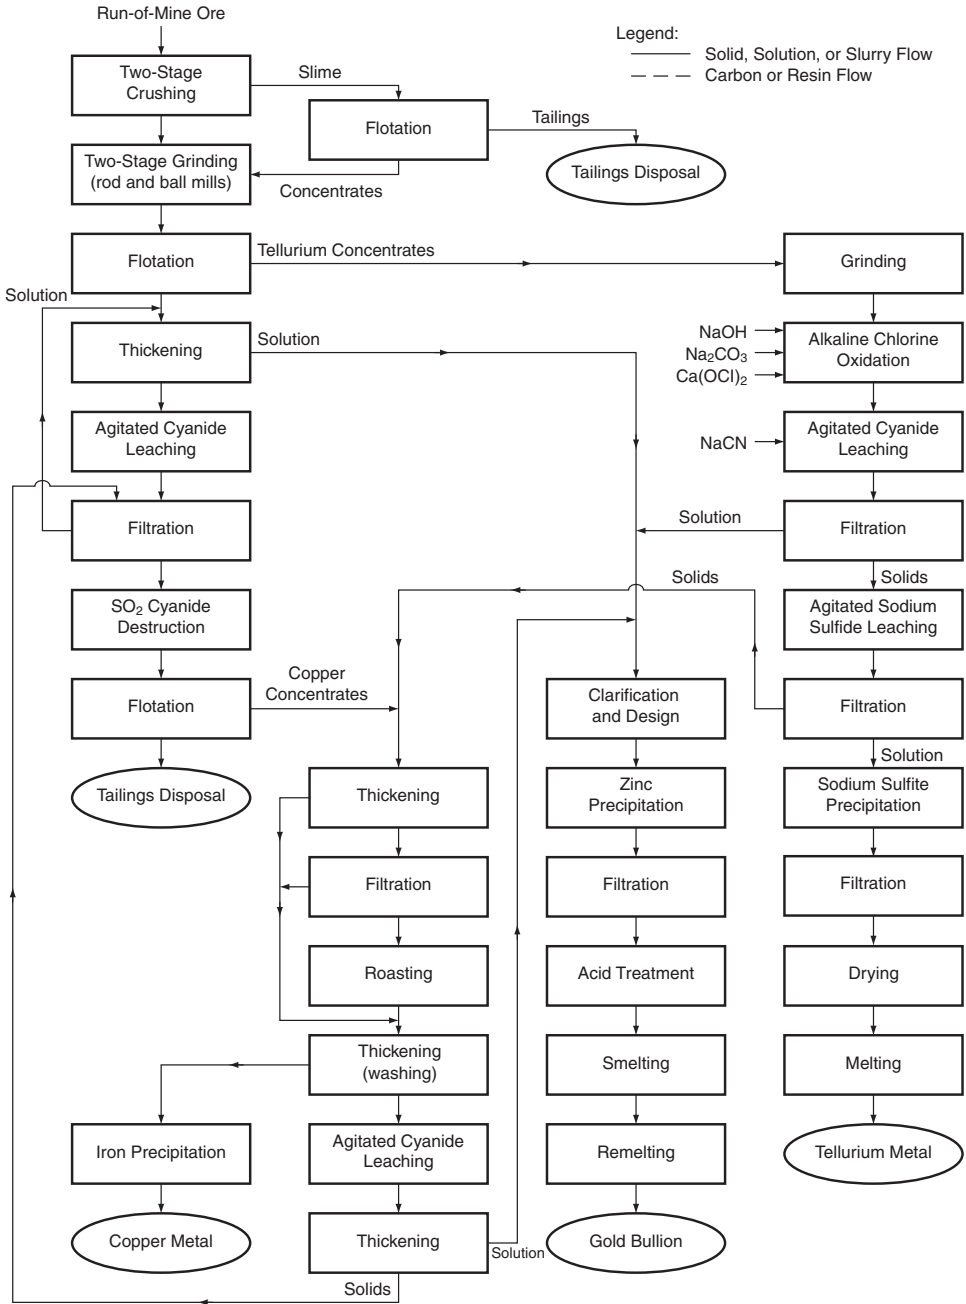 Run-of-Mine Ore
Legend:
Solid, Solution, or Slurry Flow
Carbon or Resin Flow
Two-Stage
Crushing
Slime
Flotation
Tailings
Tailings Disposal
Two-Stage Grinding
(rod and ball mills)
Concentrates
Flotation
Tellurium Concentrates
Grinding
Solution
Thickening
Solution
NaOH
Na₂CO₃
Ca(OCl)₂
Alkaline Chlorine
Oxidation
Agitated Cyanide
Leaching
NaCN
Agitated Cyanide
Leaching
Filtration
Solution
Filtration
Solids
Solids
SO₂ Cyanide
Destruction
Agitated Sodium
Sulfide Leaching
Flotation
Copper
Concentrates
Clarification
and Design
Filtration
Solution
Tailings Disposal
Thickening
Zinc
Precipitation
Sodium Sulfite
Precipitation
Filtration
Filtration
Filtration
Roasting
Acid Treatment
Drying
Thickening
(washing)
Smelting
Melting
Iron Precipitation
Agitated Cyanide
Leaching
Remelting
Tellurium Metal
Copper Metal
Thickening
Solution
Gold Bullion
Solids